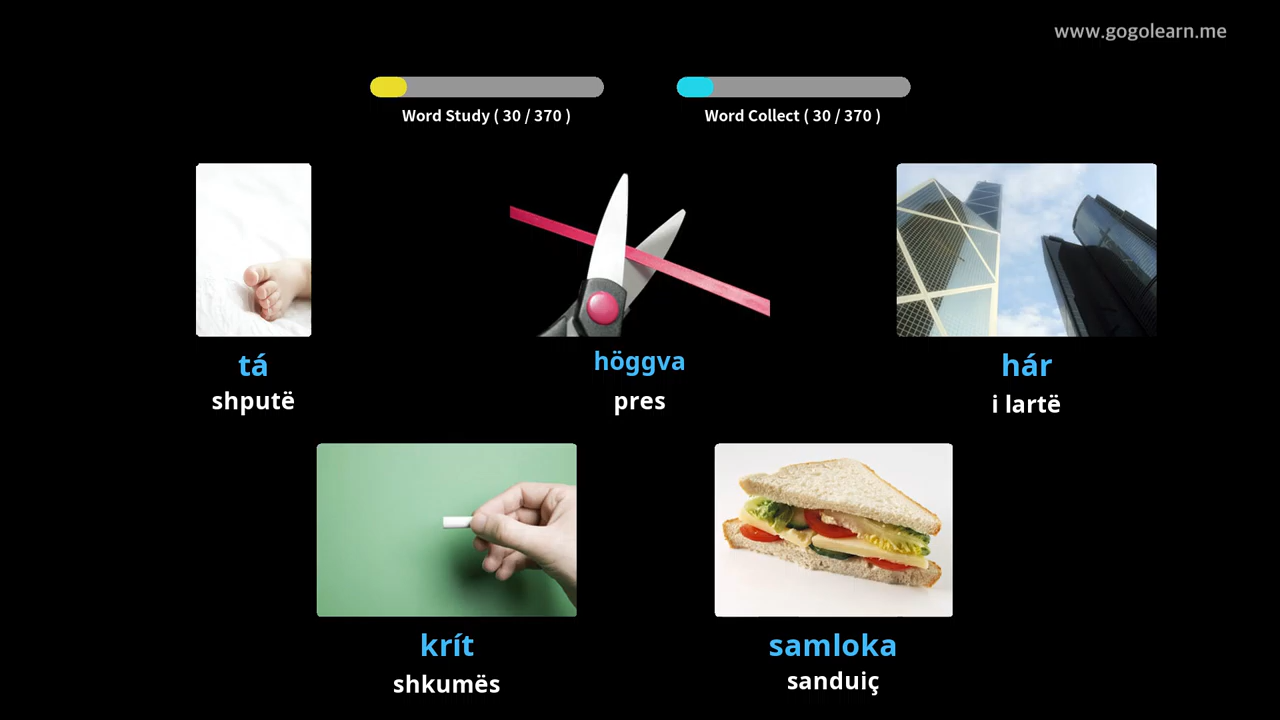 www.gogolearn.me
Word Study ( 30 / 370 )
Word Collect ( 30 / 370 )
tá
shputë
höggva
pres
hár
i lartë
krít
shkumës
samloka
sanduiç